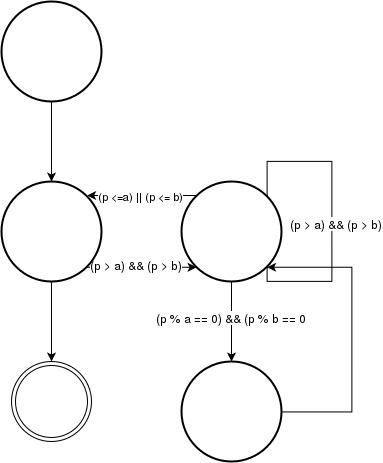 (p <=a) || (p <= b)
(p > a) && (p > b)
(p > a) && (p > b)
(p % a == 0) && (p % b == 0